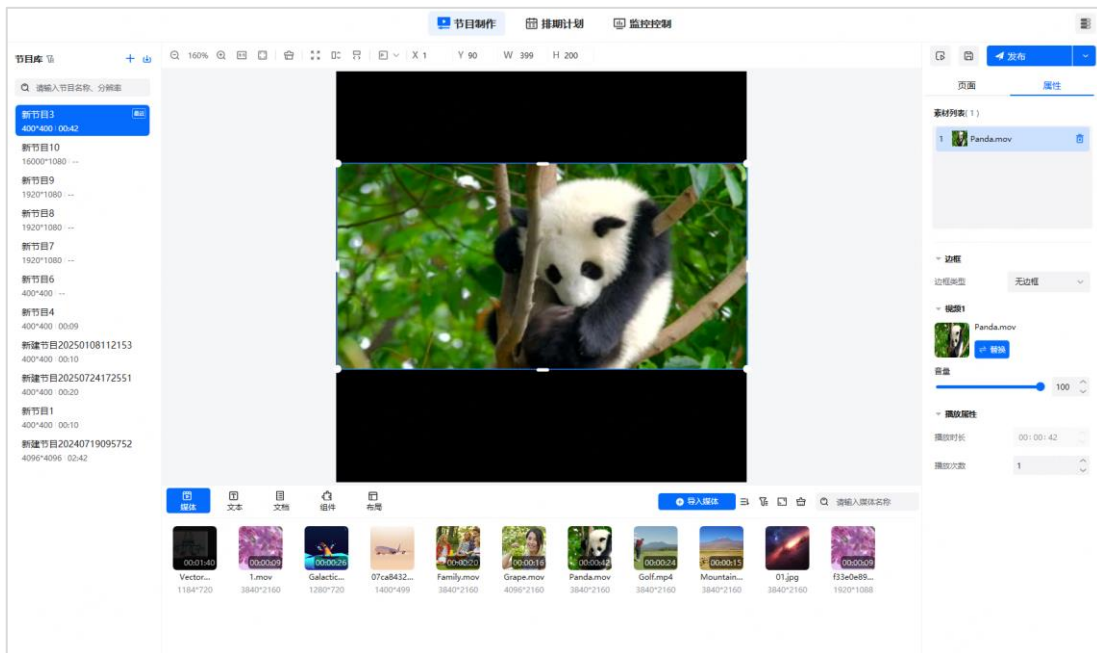 节目制作
排期计划
监控控制
节目库
160%
X 1
Y 90
W 399
H 200
发布
请输入节目名称、分辨率
页面
属性
新节目3
400*400 00:42
新节目10
16000*1080 --
新节目9
1920*1080 --
新节目8
1920*1080 --
新节目7
1920*1080 --
新节目6
400*400 --
新节目4
400*400 00:09
新建节目20250108112153
400*400 00:10
新建节目20250724172551
400*400 00:20
新节目1
400*400 00:10
新建节目20240719095752
4096*4096 02:42
素材列表(1)
1 Panda.mov
边框
边框类型 无边框
视频1
Panda.mov
替换
音量
100
播放属性
播放时长 00:00:42
播放次数 1
媒体
文本
文档
组件
布局
导入媒体
请输入媒体名称
00:01:40 00:00:09 00:00:26 00:00:20 00:00:16 00:00:42 00:00:24 00:00:15 00:00:09
Vector... 1.mov Galactic... 07ca8432... Family.mov Grape.mov Panda.mov Golf.mp4 Mountain... 01.jpg f33e0e89...
1184*720 3840*2160 1280*720 1400*499 3840*2160 4096*2160 3840*2160 3840*2160 3840*2160 3840*2160 1920*1088